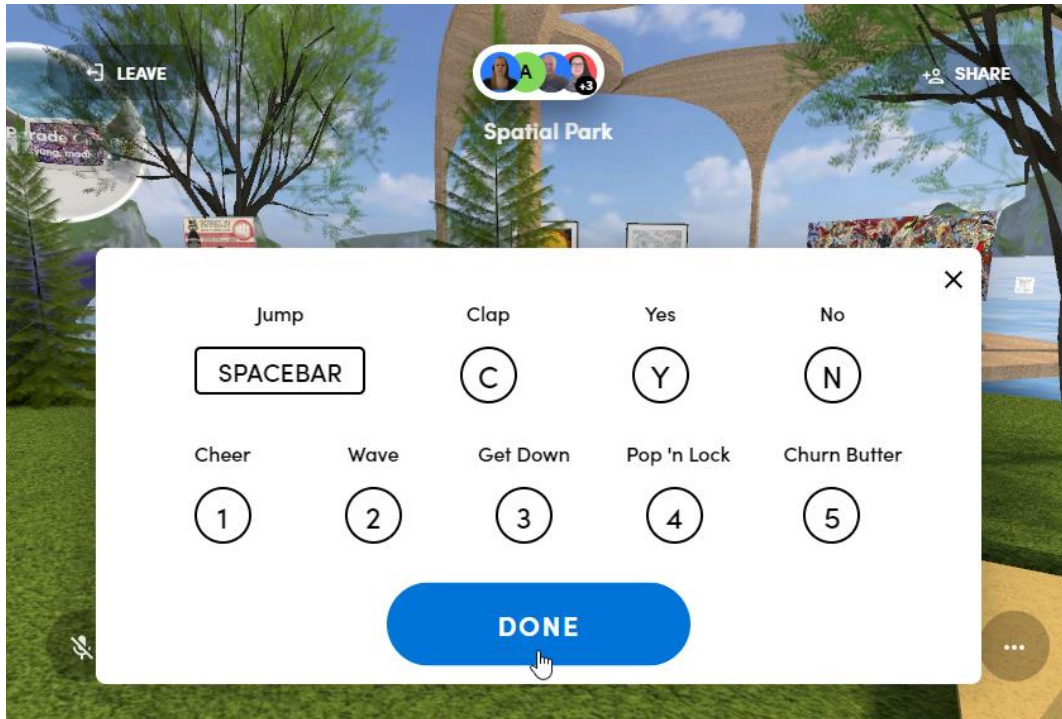 LEAVE
A
+3
SHARE
Spatial Park
Jump
Clap
Yes
No
SPACEBAR
C
Y
N
Cheer
Wave
Get Down
Pop 'n Lock
Churn Butter
1
2
3
4
5
DONE